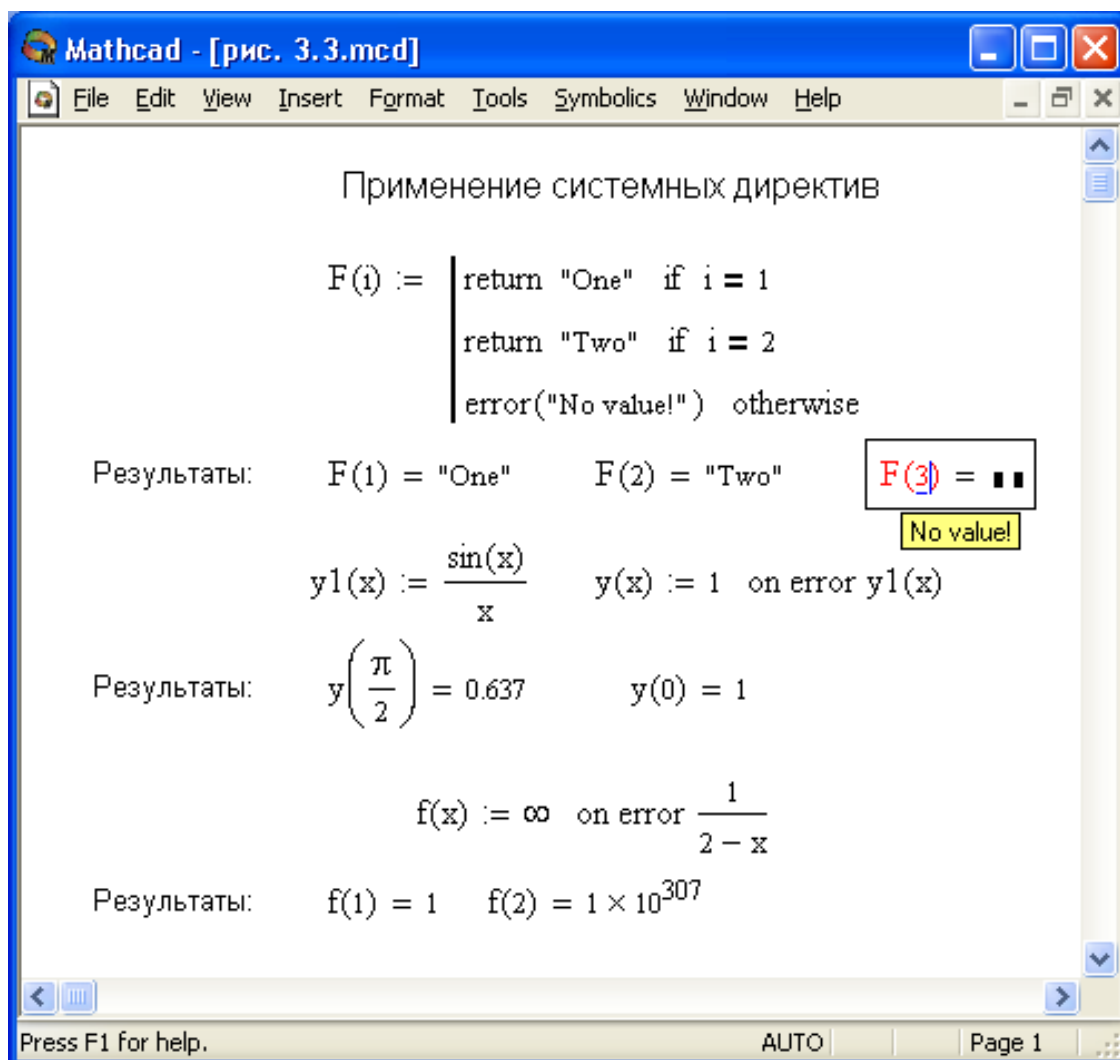 Mathcad - [рис. 3.3.mcd]
File Edit View Insert Format Tools Symbolics Window Help
Применение системных директив
F(i) := return "One" if i = 1
return "Two" if i = 2
error("No value!") otherwise
Результаты: F(1) = "One" F(2) = "Two" F(3) = ▪ ▪
No value!
y1(x) := sin(x)/x y(x) := 1 on error y1(x)
Результаты: y(π/2) = 0.637 y(0) = 1
f(x) := ∞ on error 1/(2 − x)
Результаты: f(1) = 1 f(2) = 1 × 10^307
Press F1 for help. AUTO Page 1